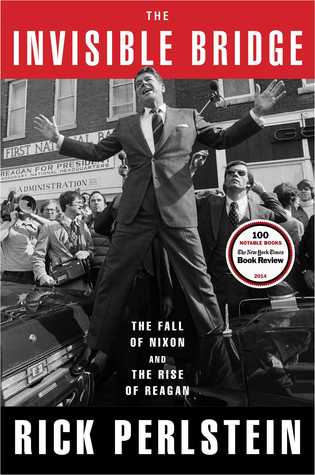 THE
INVISIBLE BRIDGE
FIRST NATIONAL BA
REAGAN FOR PRESIDENT
ADMINISTRATION
100
NOTABLE BOOKS
The New York Times
Book Review
2014
THE FALL
OF NIXON
AND
THE RISE
OF REAGAN
RICK PERLSTEIN